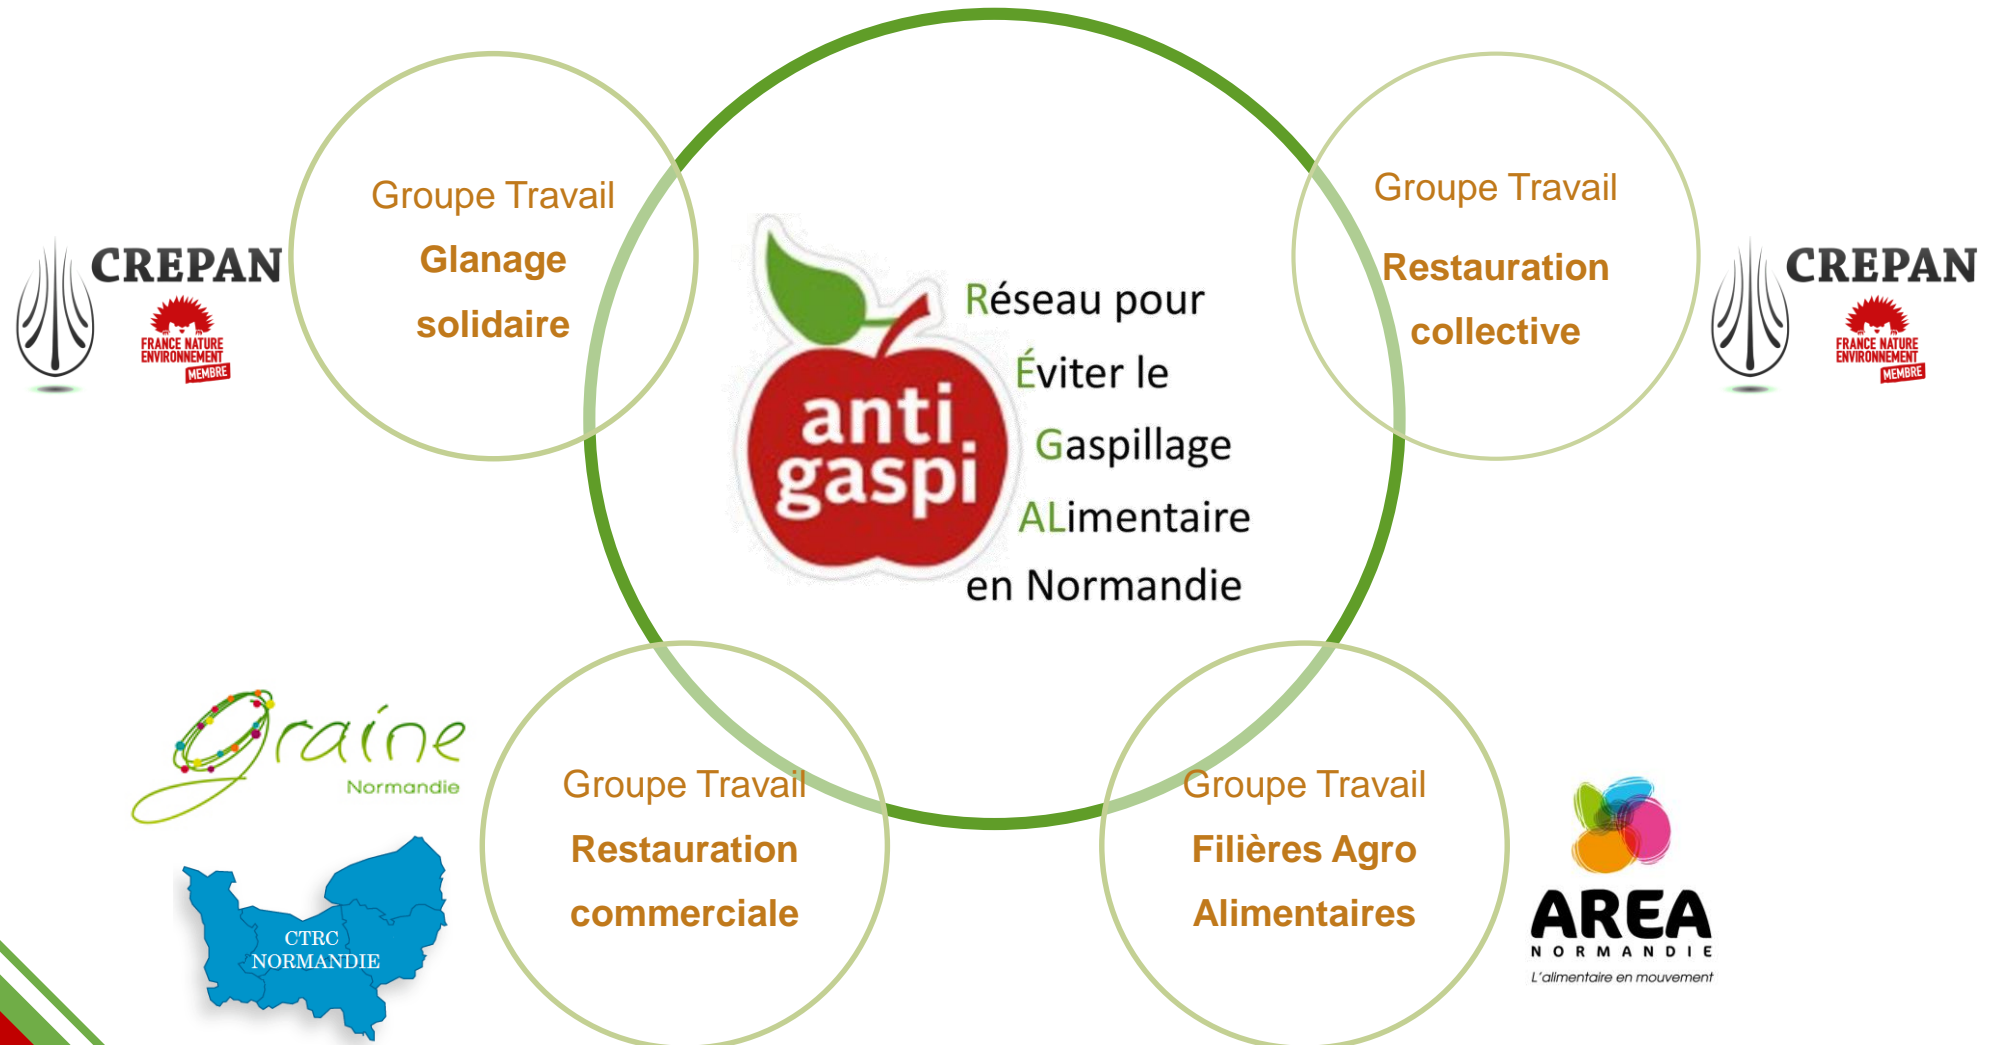 Groupe Travail
Glanage
solidaire
CREPAN
FRANCE NATURE
ENVIRONNEMENT
MEMBRE
anti
gaspi
Réseau pour
Éviter le
Gaspillage
ALimentaire
en Normandie
Groupe Travail
Restauration
collective
CREPAN
FRANCE NATURE
ENVIRONNEMENT
MEMBRE
graine
Normandie
CTRC
NORMANDIE
Groupe Travail
Restauration
commerciale
Groupe Travail
Filières Agro
Alimentaires
AREA
NORMANDIE
L'alimentaire en mouvement